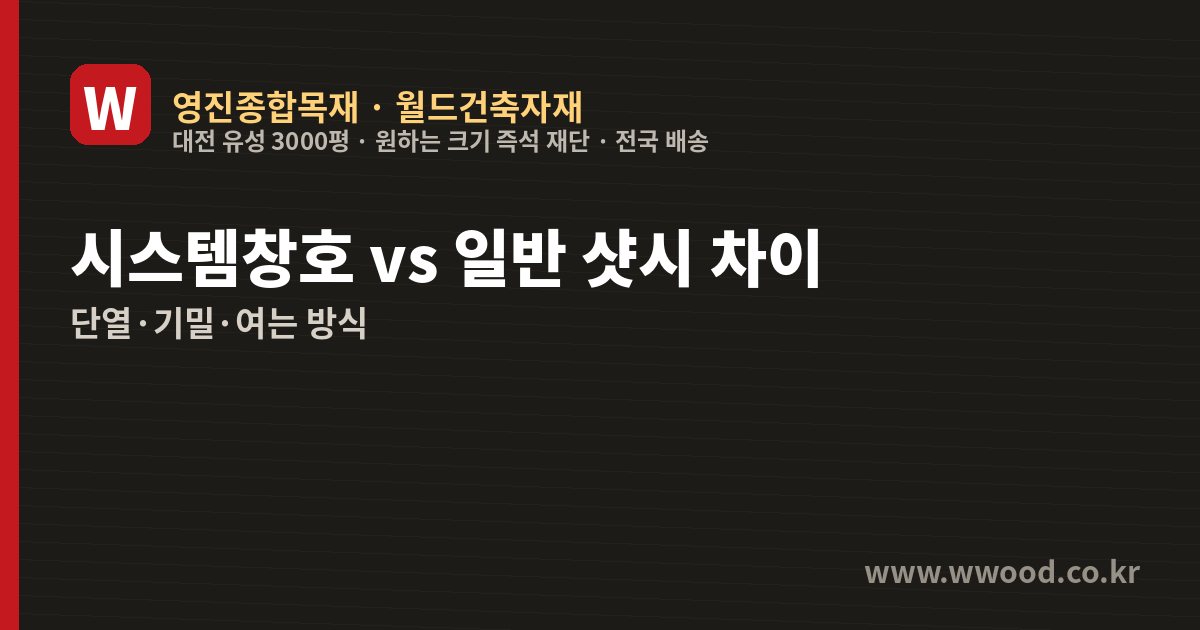 W
영진종합목재 · 월드건축자재
대전 유성 3000평 · 원하는 크기 즉석 재단 · 전국 배송
시스템창호 vs 일반 샷시 차이
단열·기밀·여는 방식
www.wwood.co.kr